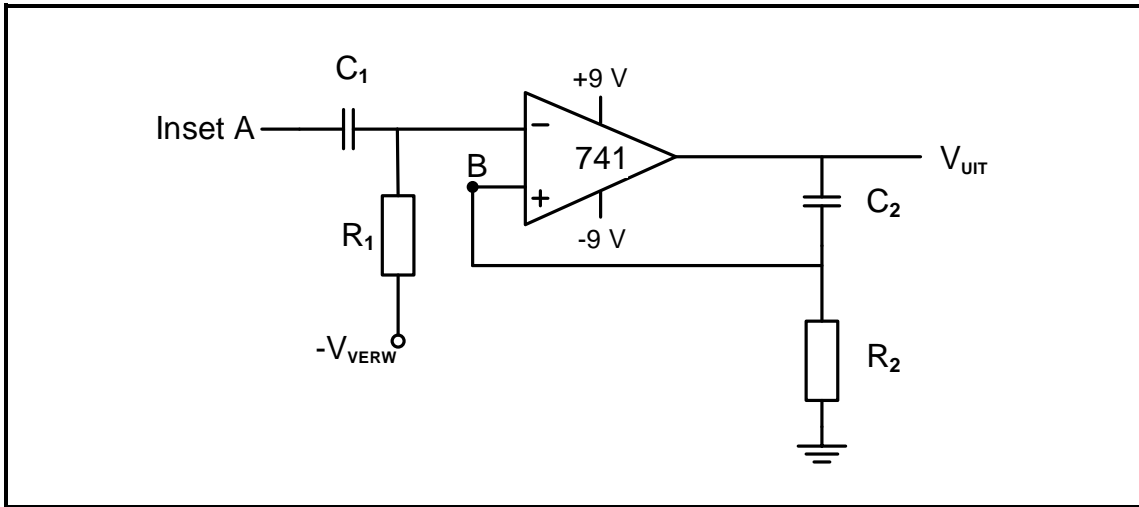 C₁
+9 V
Inset A
−
741
B
+
V_UIT
C₂
-9 V
R₁
-V_VERW
R₂